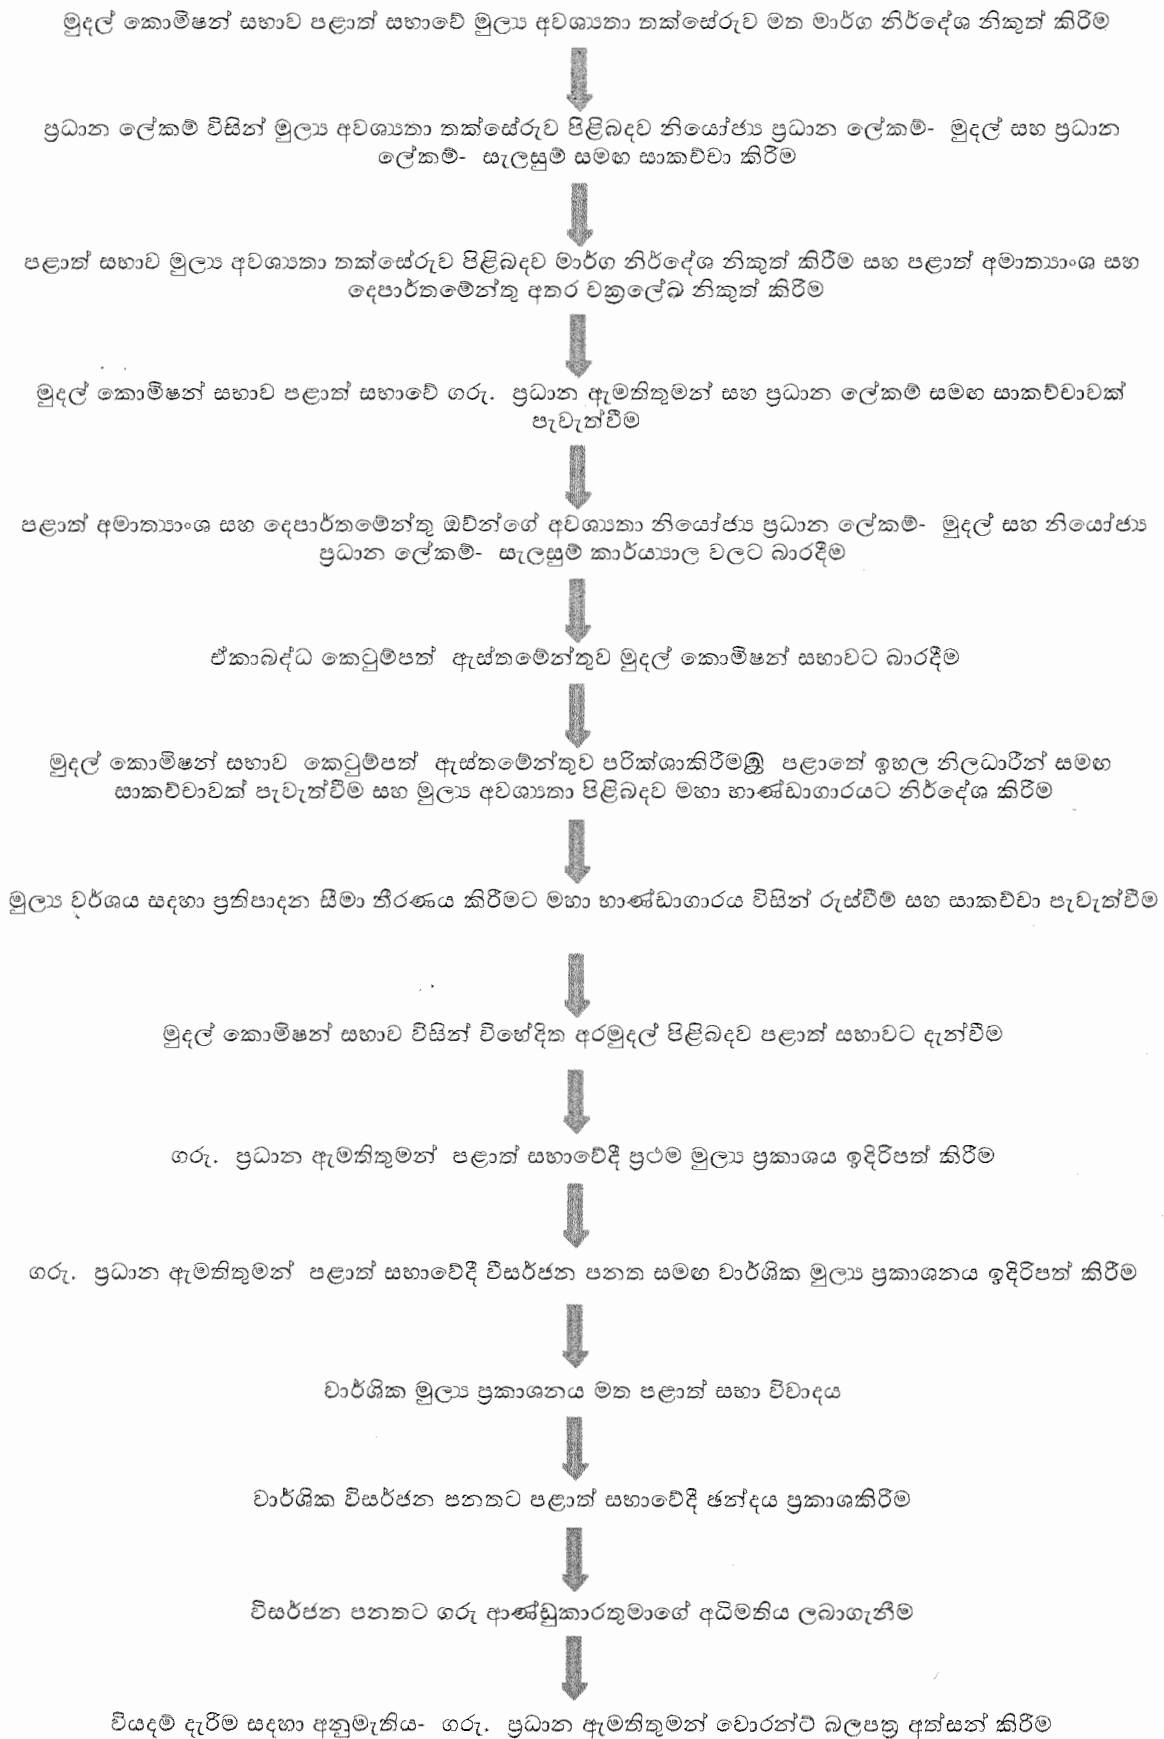 මුදල් කොමිෂන් සභාව පළාත් සභාවේ මුල්‍ය අවශ්‍යතා තක්සේරුව මත මාර්ග නිර්දේශ නිකුත් කිරිම
ප්‍රධාන ලේකම් විසින් මුල්‍ය අවශ්‍යතා තක්සේරුව පිළිබදව නියෝජ්‍ය ප්‍රධාන ලේකම්- මුදල් සහ ප්‍රධාන
ලේකම්- සැලසුම් සමඟ සාකච්චා කිරීම
පළාත් සභාව මුල්‍ය අවශ්‍යතා තක්සේරුව පිළිබදව මාර්ග නිර්දේශ නිකුත් කිරීම සහ පළාත් අමාත්‍යාංශ සහ
දෙපාර්තමේන්තු අතර චක්‍රලේඛ නිකුත් කිරීම
මුදල් කොමිෂන් සභාව පළාත් සභාවේ ගරු. ප්‍රධාන ඇමතිතුමන් සහ ප්‍රධාන ලේකම් සමඟ සාකච්චාවක්
පැවැත්වීම
පළාත් අමාත්‍යාංශ සහ දෙපාර්තමේන්තු ඔව්න්ගේ අවශ්‍යතා නියෝජ්‍ය ප්‍රධාන ලේකම්- මුදල් සහ නියෝජ්‍ය
ප්‍රධාන ලේකම්- සැලසුම් කාර්ය්‍යාල වලට බාරදීම
ඒකාබද්ධ කෙටුම්පත් ඇස්තමේන්තුව මුදල් කොමිෂන් සභාවට බාරදීම
මුදල් කොමිෂන් සභාව කෙටුම්පත් ඇස්තමේන්තුව පරික්ශාකිරීමඹි පළාතේ ඉහල නිලධාරීන් සමඟ
සාකච්චාවක් පැවැත්වීම සහ මුල්‍ය අවශ්‍යතා පිළිබදව මහා භාණ්ඩාගාරයට නිර්දේශ කිරීම
මුල්‍ය වර්ශය සදහා ප්‍රතිපාදන සීමා තීරණය කිරීමට මහා භාණ්ඩාගාරය විසින් රුස්වීම් සහ සාකච්චා පැවැත්වීම
මුදල් කොමිෂන් සභාව විසින් විභේදිත අරමුදල් පිළිබදව පළාත් සභාවට දැන්වීම
ගරු. ප්‍රධාන ඇමතිතුමන් පළාත් සභාවේදී ප්‍රථම මුල්‍ය ප්‍රකාශය ඉදිරිපත් කිරීම
ගරු. ප්‍රධාන ඇමතිතුමන් පළාත් සභාවේදී වීසර්ජන පනත සමඟ වාර්ශික මුල්‍ය ප්‍රකාශනය ඉදිරිපත් කිරීම
වාර්ශික මුල්‍ය ප්‍රකාශනය මත පළාත් සභා විවාදය
වාර්ශික විසර්ජන පනතට පළාත් සභාවේදී ඡන්දය ප්‍රකාශකිරීම
විසර්ජන පනතට ගරු ආණ්ඩුකාරතුමාගේ අධිමතිය ලබාගැනීම
වියදම් දැරීම සදහා අනුමැතිය- ගරු. ප්‍රධාන ඇමතිතුමන් වොරන්ට් බලපත්‍ර අත්සන් කිරීම